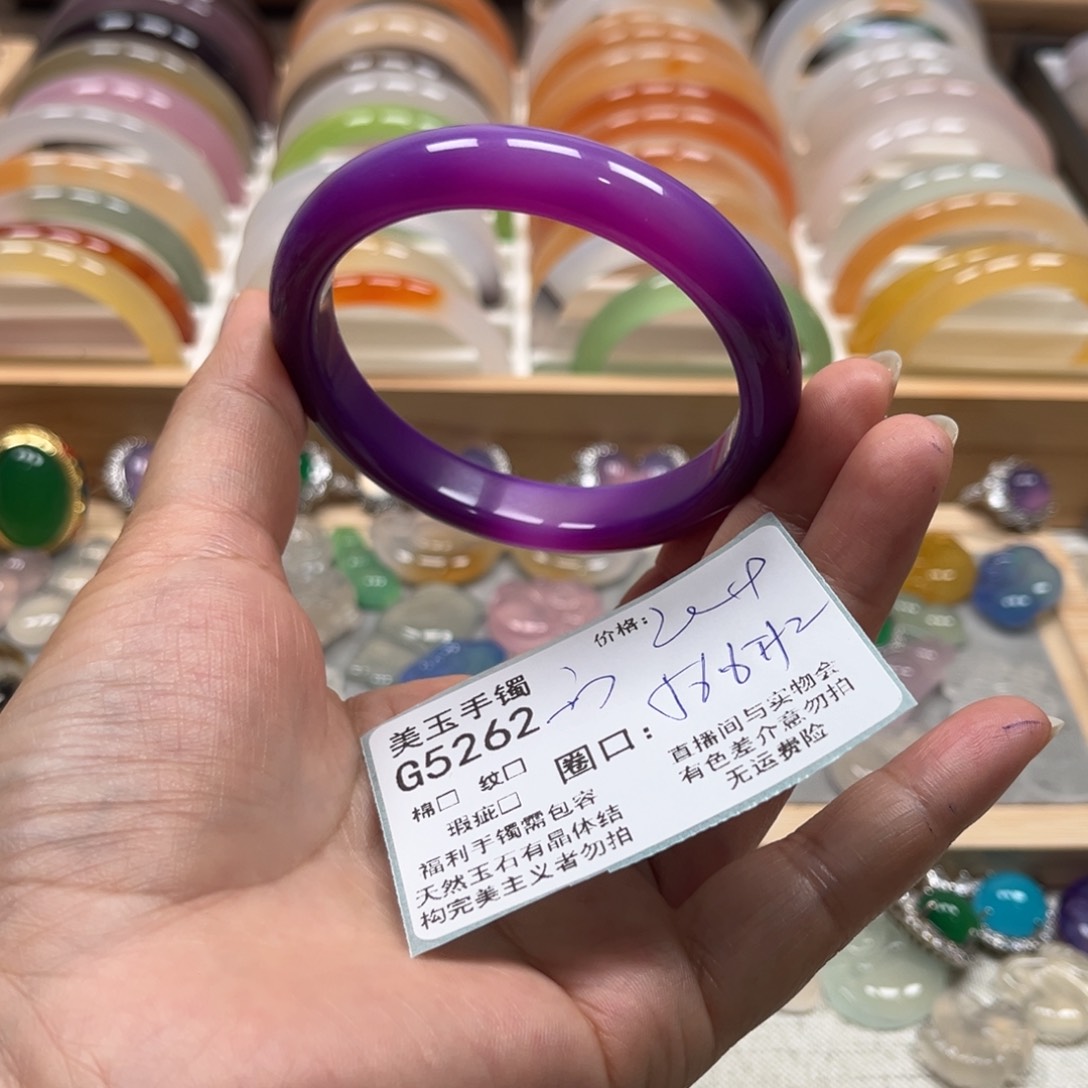 价格:
美玉手镯
G5262
棉□ 纹□ 圈口:
瑕疵□
直播间与实物会
有色差介意勿拍
无运费险
福利手镯需包容
天然玉石有晶体结
构完美主义者勿拍